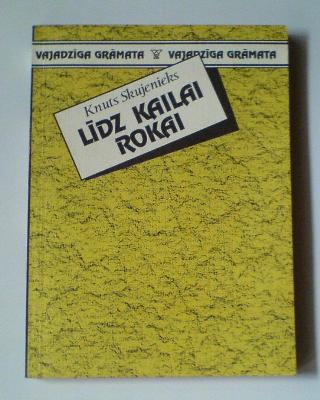 VAJADZĪGA GRĀMATA VAJADZĪGA GRĀMATA
Knuts Skujenieks
LĪDZ KAILAI
ROKAI